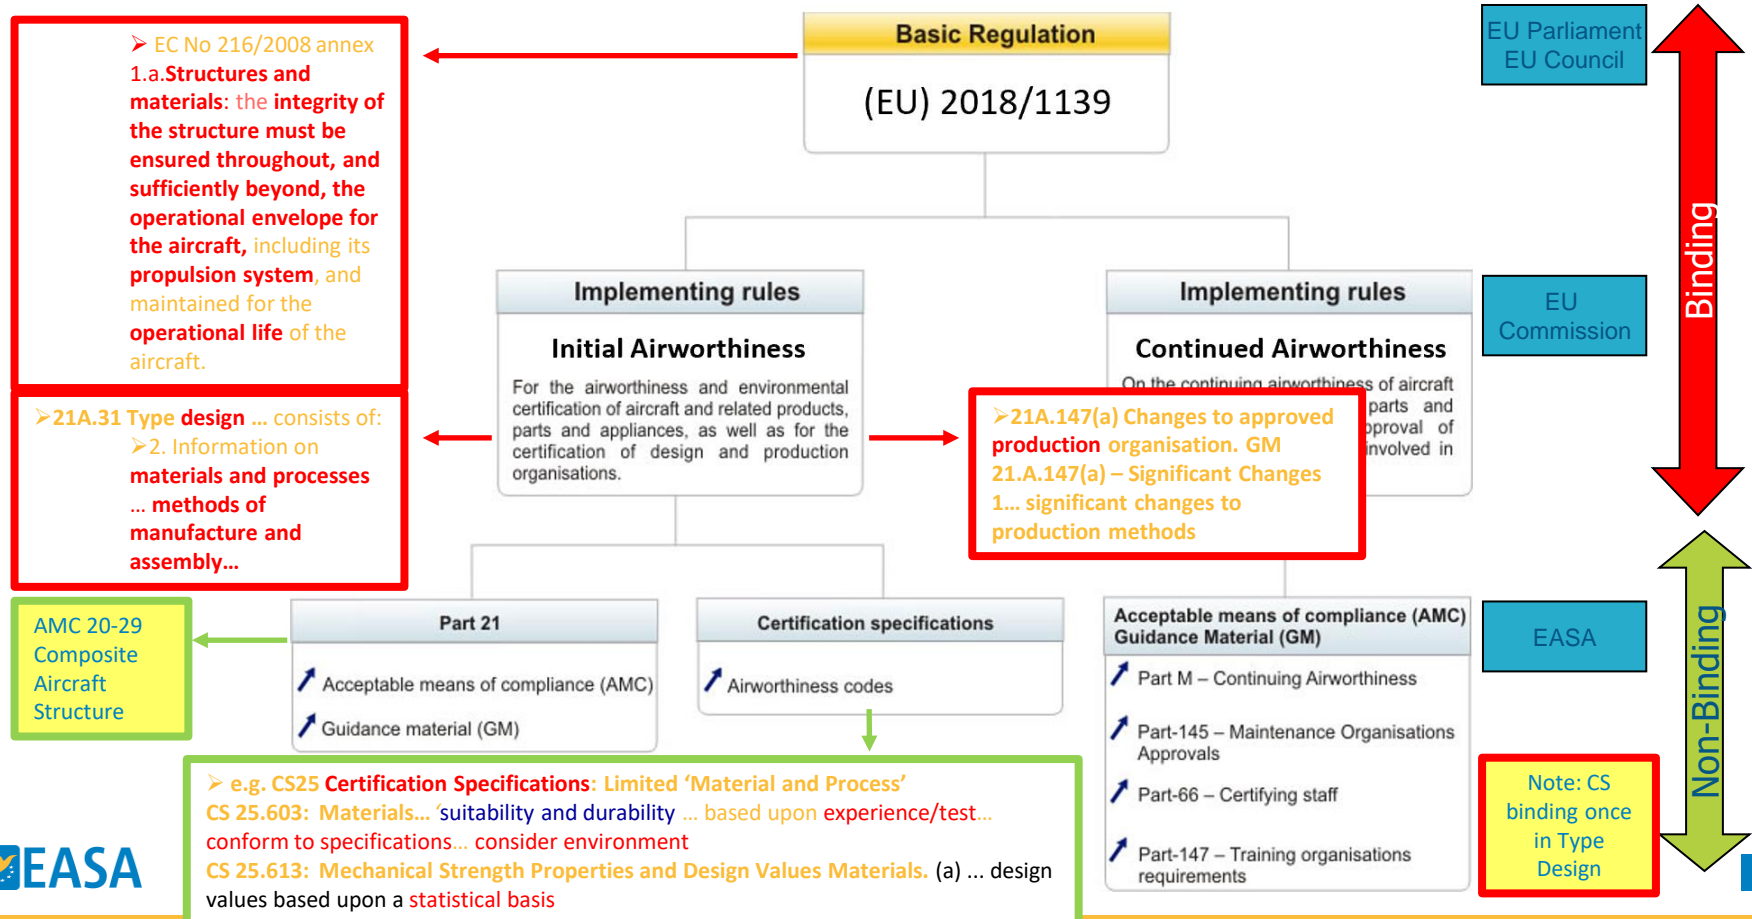 Basic Regulation
(EU) 2018/1139
EU Parliament
EU Council
➢ EC No 216/2008 annex
1.a.Structures and
materials: the integrity of
the structure must be
ensured throughout, and
sufficiently beyond, the
operational envelope for
the aircraft, including its
propulsion system, and
maintained for the
operational life of the
aircraft.
Binding
Implementing rules
Initial Airworthiness
For the airworthiness and environmental
certification of aircraft and related products,
parts and appliances, as well as for the
certification of design and production
organisations.
Implementing rules
Continued Airworthiness
On the continuing airworthiness of aircraft
parts and
approval of
involved in
EU
Commission
➢21A.31 Type design ... consists of:
➢2. Information on
materials and processes
... methods of
manufacture and
assembly...
➢21A.147(a) Changes to approved
production organisation. GM
21.A.147(a) – Significant Changes
1... significant changes to
production methods
AMC 20-29
Composite
Aircraft
Structure
Part 21
Acceptable means of compliance (AMC)
Guidance material (GM)
Certification specifications
Airworthiness codes
Acceptable means of compliance (AMC)
Guidance Material (GM)
Part M – Continuing Airworthiness
Part-145 – Maintenance Organisations
Approvals
Part-66 – Certifying staff
Part-147 – Training organisations
requirements
EASA
Non-Binding
➢ e.g. CS25 Certification Specifications: Limited ‘Material and Process’
CS 25.603: Materials... ‘suitability and durability ... based upon experience/test...
conform to specifications... consider environment
CS 25.613: Mechanical Strength Properties and Design Values Materials. (a) ... design
values based upon a statistical basis
Note: CS
binding once
in Type
Design
EASA